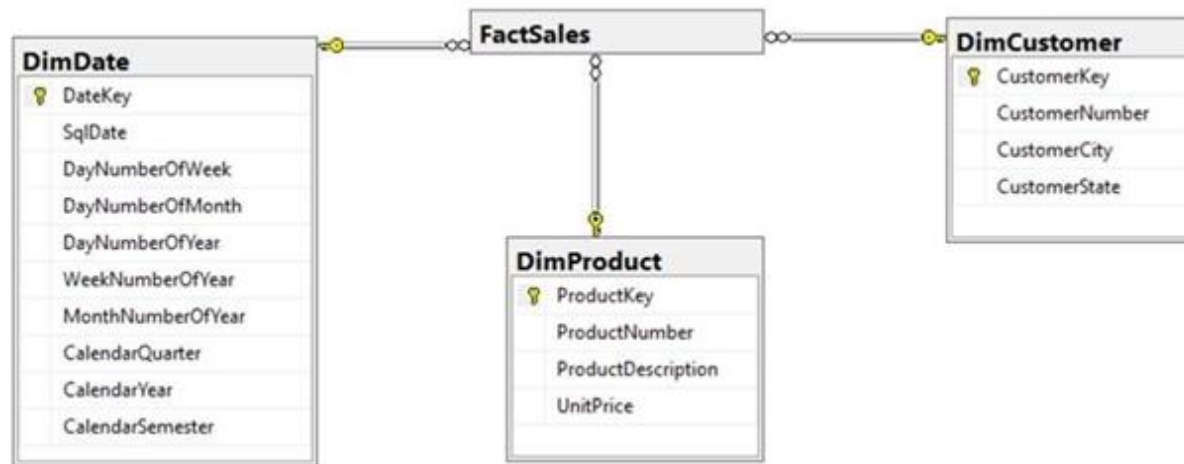 FactSales
DimDate
DateKey
SqlDate
DayNumberOfWeek
DayNumberOfMonth
DayNumberOfYear
WeekNumberOfYear
MonthNumberOfYear
CalendarQuarter
CalendarYear
CalendarSemester
DimProduct
ProductKey
ProductNumber
ProductDescription
UnitPrice
DimCustomer
CustomerKey
CustomerNumber
CustomerCity
CustomerState